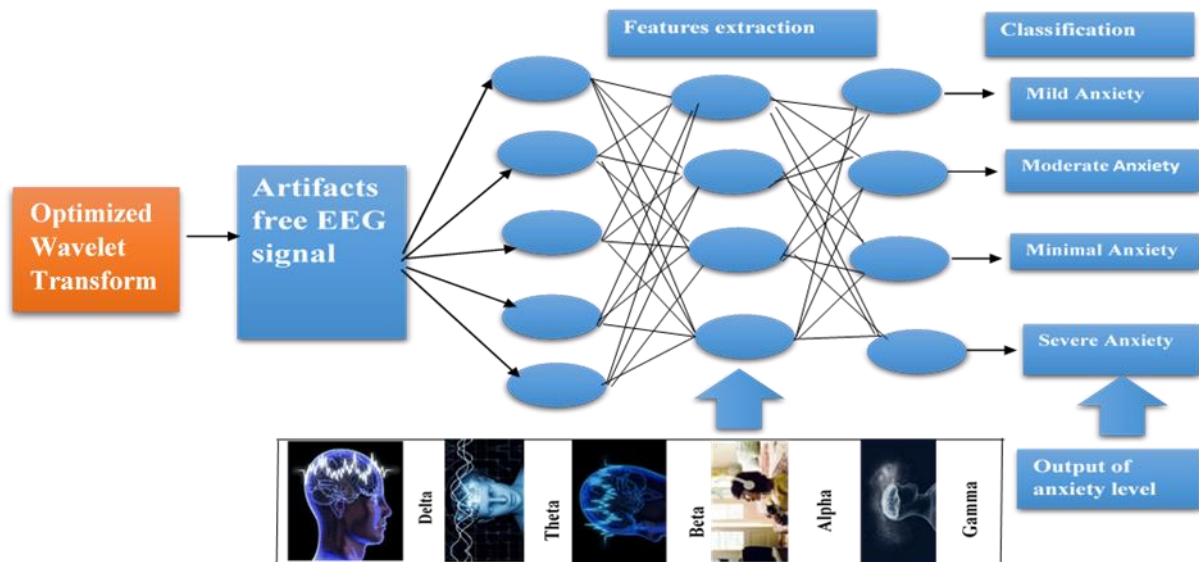 Features extraction
Classification
Mild Anxiety
Moderate Anxiety
Minimal Anxiety
Severe Anxiety
Optimized
Wavelet
Transform
Artifacts
free EEG
signal
Delta
Theta
Beta
Alpha
Gamma
Output of
anxiety level